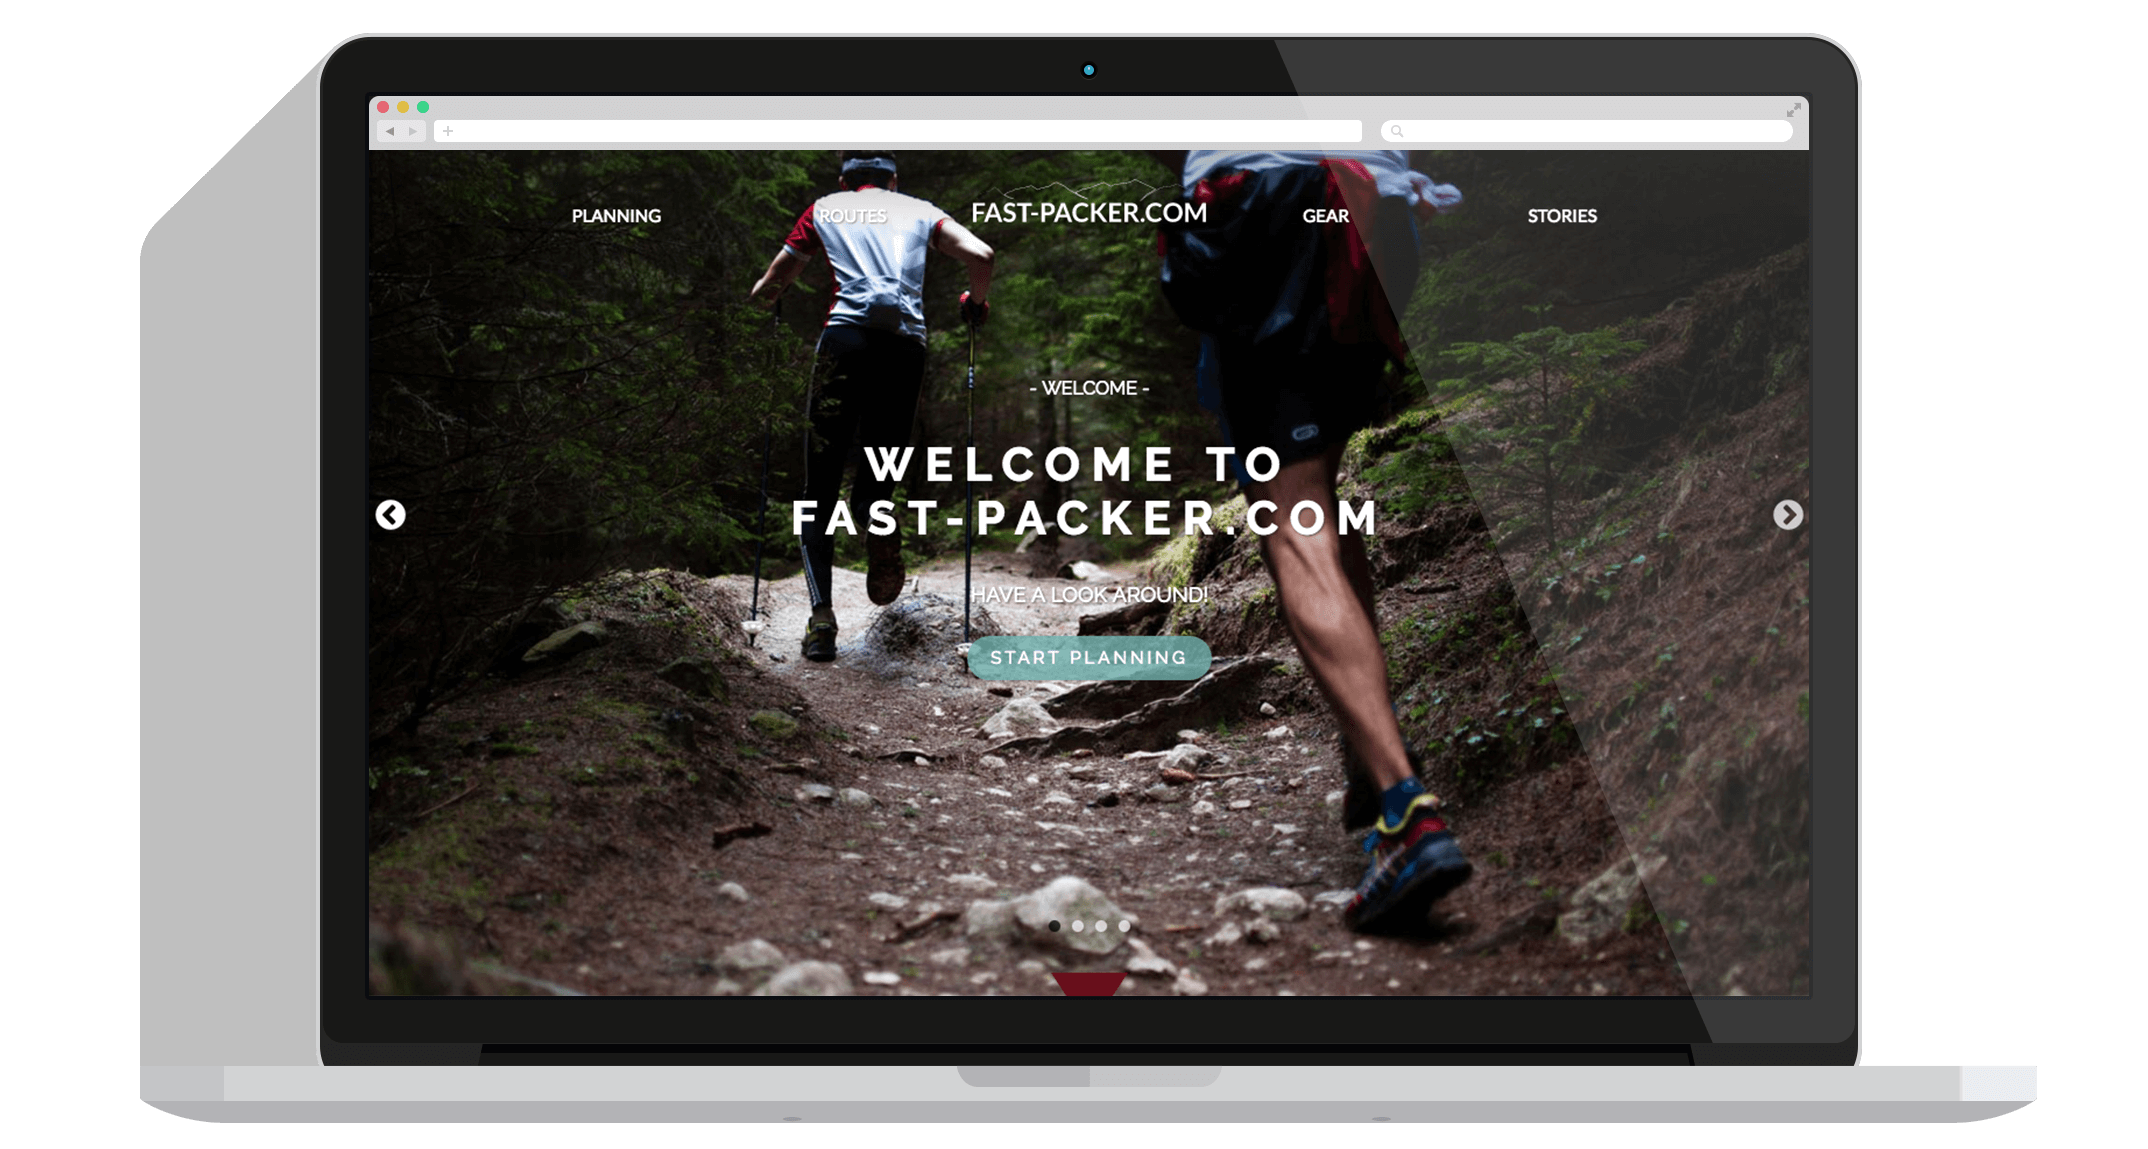 PLANNING
ROUTES
FAST-PACKER.COM
GEAR
STORIES
- WELCOME -
WELCOME TO
FAST-PACKER.COM
HAVE A LOOK AROUND!
START PLANNING